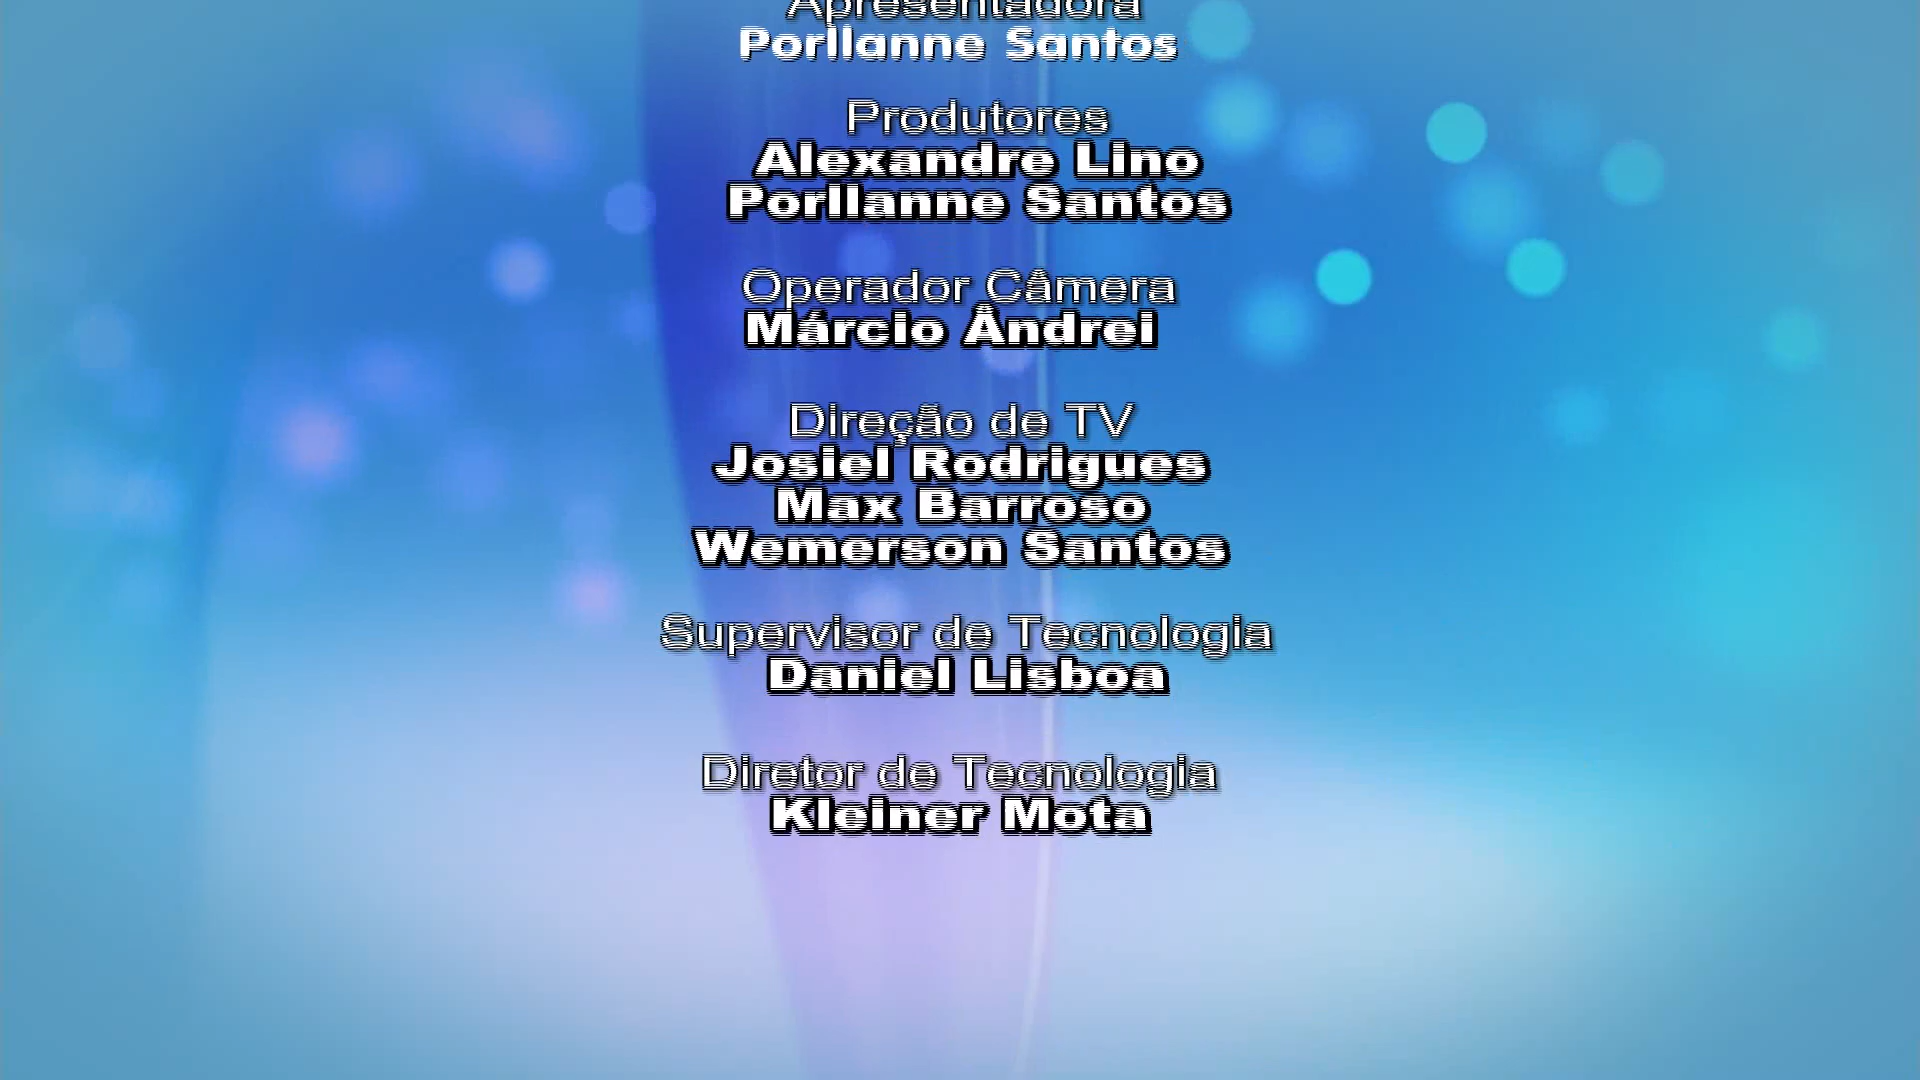 Apresentadora
Porllanne Santos
Produtores
Alexandre Lino
Porllanne Santos
Operador Câmera
Márcio Ândrei
Direção de TV
Josiel Rodrigues
Max Barroso
Wemerson Santos
Supervisor de Tecnologia
Daniel Lisboa
Diretor de Tecnologia
Kleiner Mota